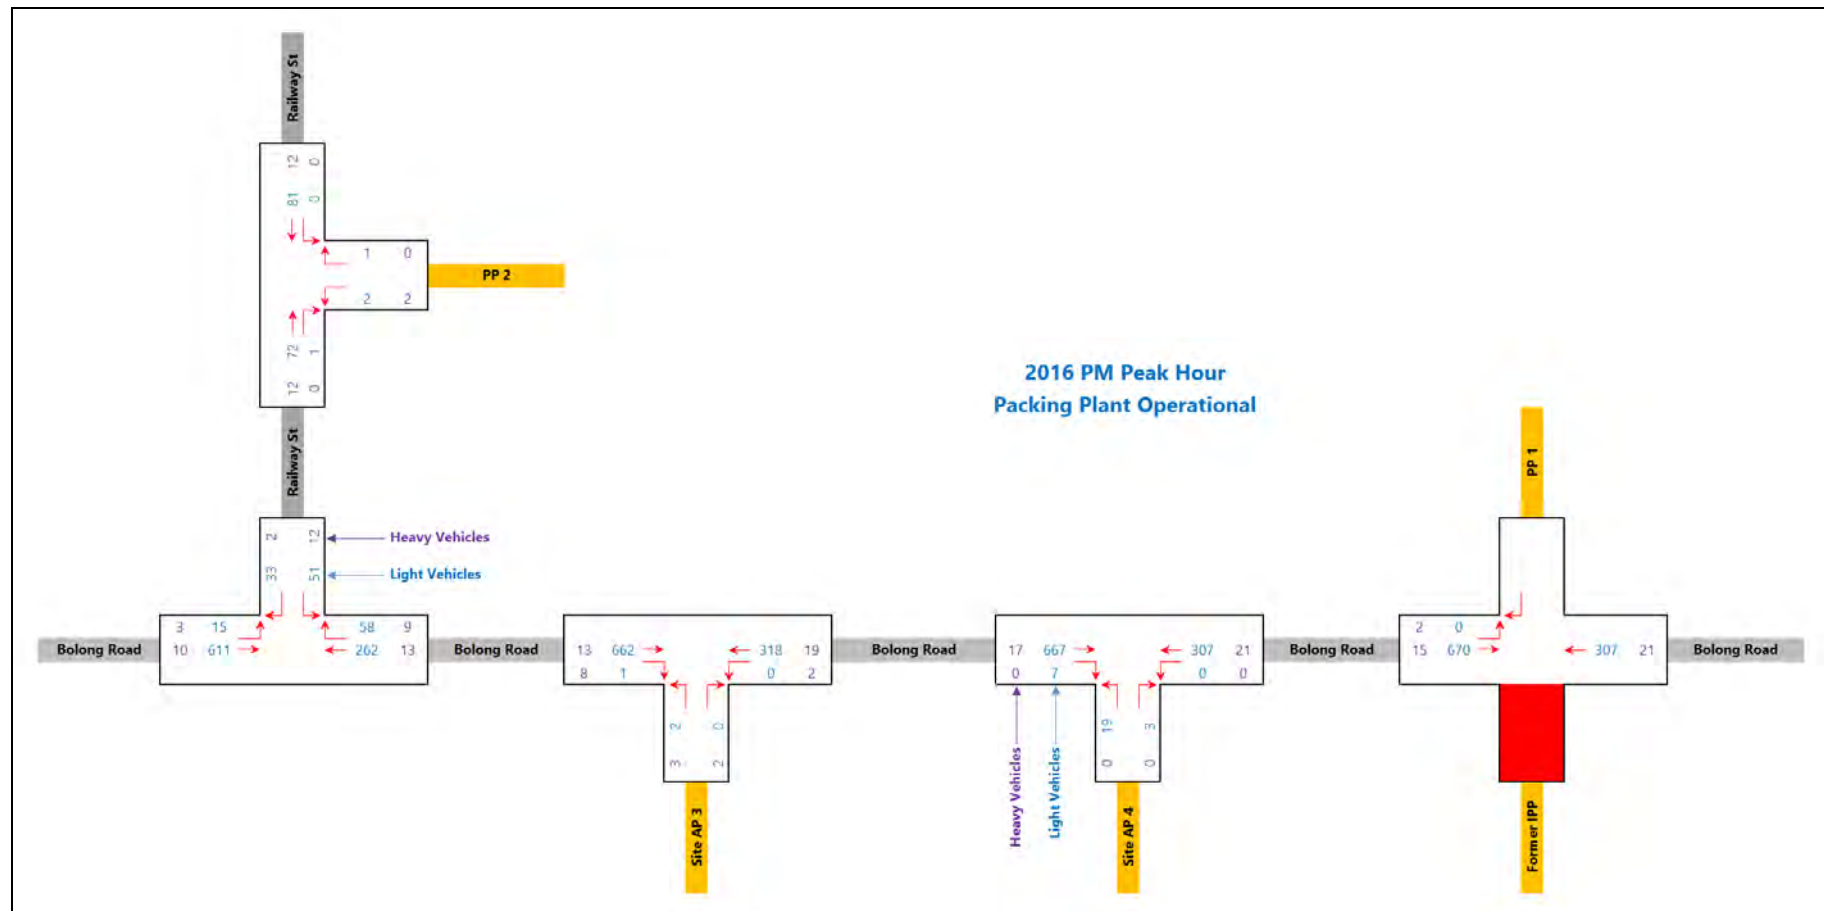 Railway St
12 0
81 0
1 0
PP 2
2 2
72 1
12 0
2016 PM Peak Hour
Packing Plant Operational
Railway St
PP 1
2 12
Heavy Vehicles
33 51
Light Vehicles
3 15 58 9
2 0
Bolong Road
10 611 262 13
Bolong Road
13 662 318 19
Bolong Road
17 667 307 21
Bolong Road
15 670 307 21
Bolong Road
8 1 0 2
0 7 0 0
2 0
19 3
3 2
0 0
Heavy Vehicles
Light Vehicles
Site AP 3
Site AP 4
Former IPP